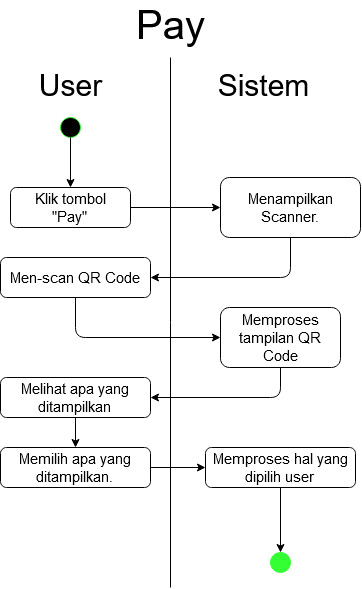 Pay
User
Sistem
Klik tombol
"Pay"
Menampilkan
Scanner.
Men-scan QR Code
Memproses
tampilan QR
Code
Melihat apa yang
ditampilkan
Memilih apa yang
ditampilkan.
Memproses hal yang
dipilih user